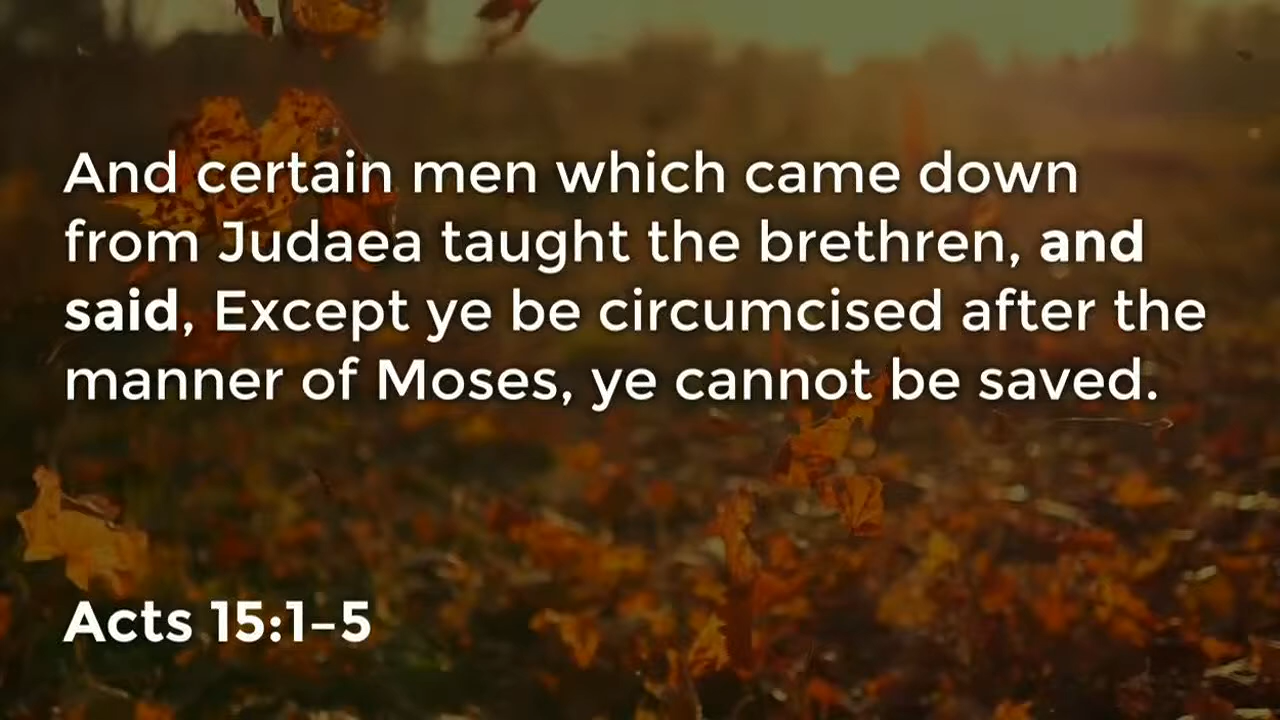 And certain men which came down
from Judaea taught the brethren, and
said, Except ye be circumcised after the
manner of Moses, ye cannot be saved.
Acts 15:1–5